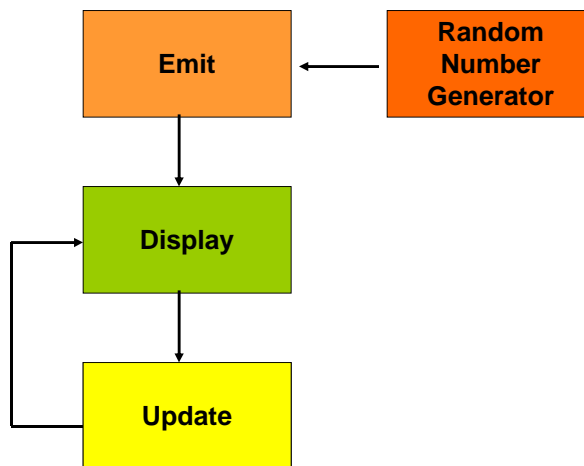 Emit
Random
Number
Generator
Display
Update